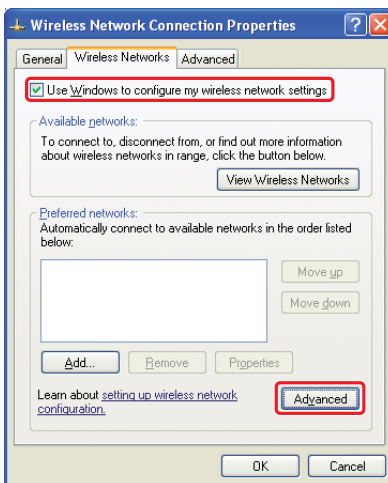 Wireless Network Connection Properties
General Wireless Networks Advanced
Use Windows to configure my wireless network settings
Available networks:
To connect to, disconnect from, or find out more information
about wireless networks in range, click the button below.
View Wireless Networks
Preferred networks:
Automatically connect to available networks in the order listed
below:
Move up
Move down
Add... Remove Properties
Learn about setting up wireless network
configuration.
Advanced
OK Cancel